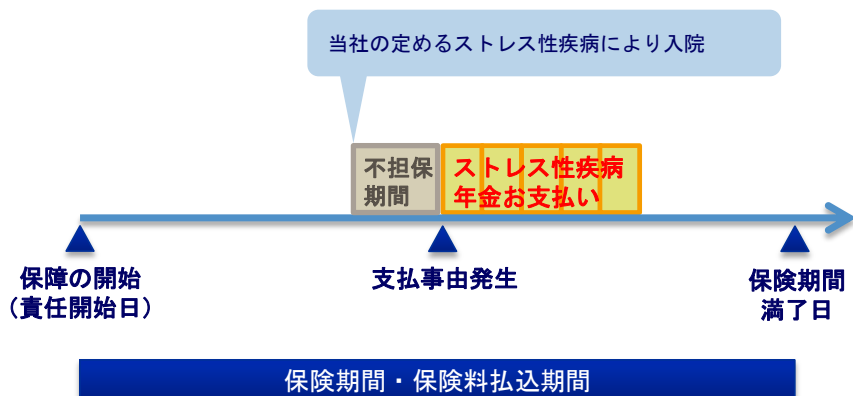 当社の定めるストレス性疾病により入院
不担保
期間
ストレス性疾病
年金お支払い
保障の開始
（責任開始日）
支払事由発生
保険期間
満了日
保険期間・保険料払込期間